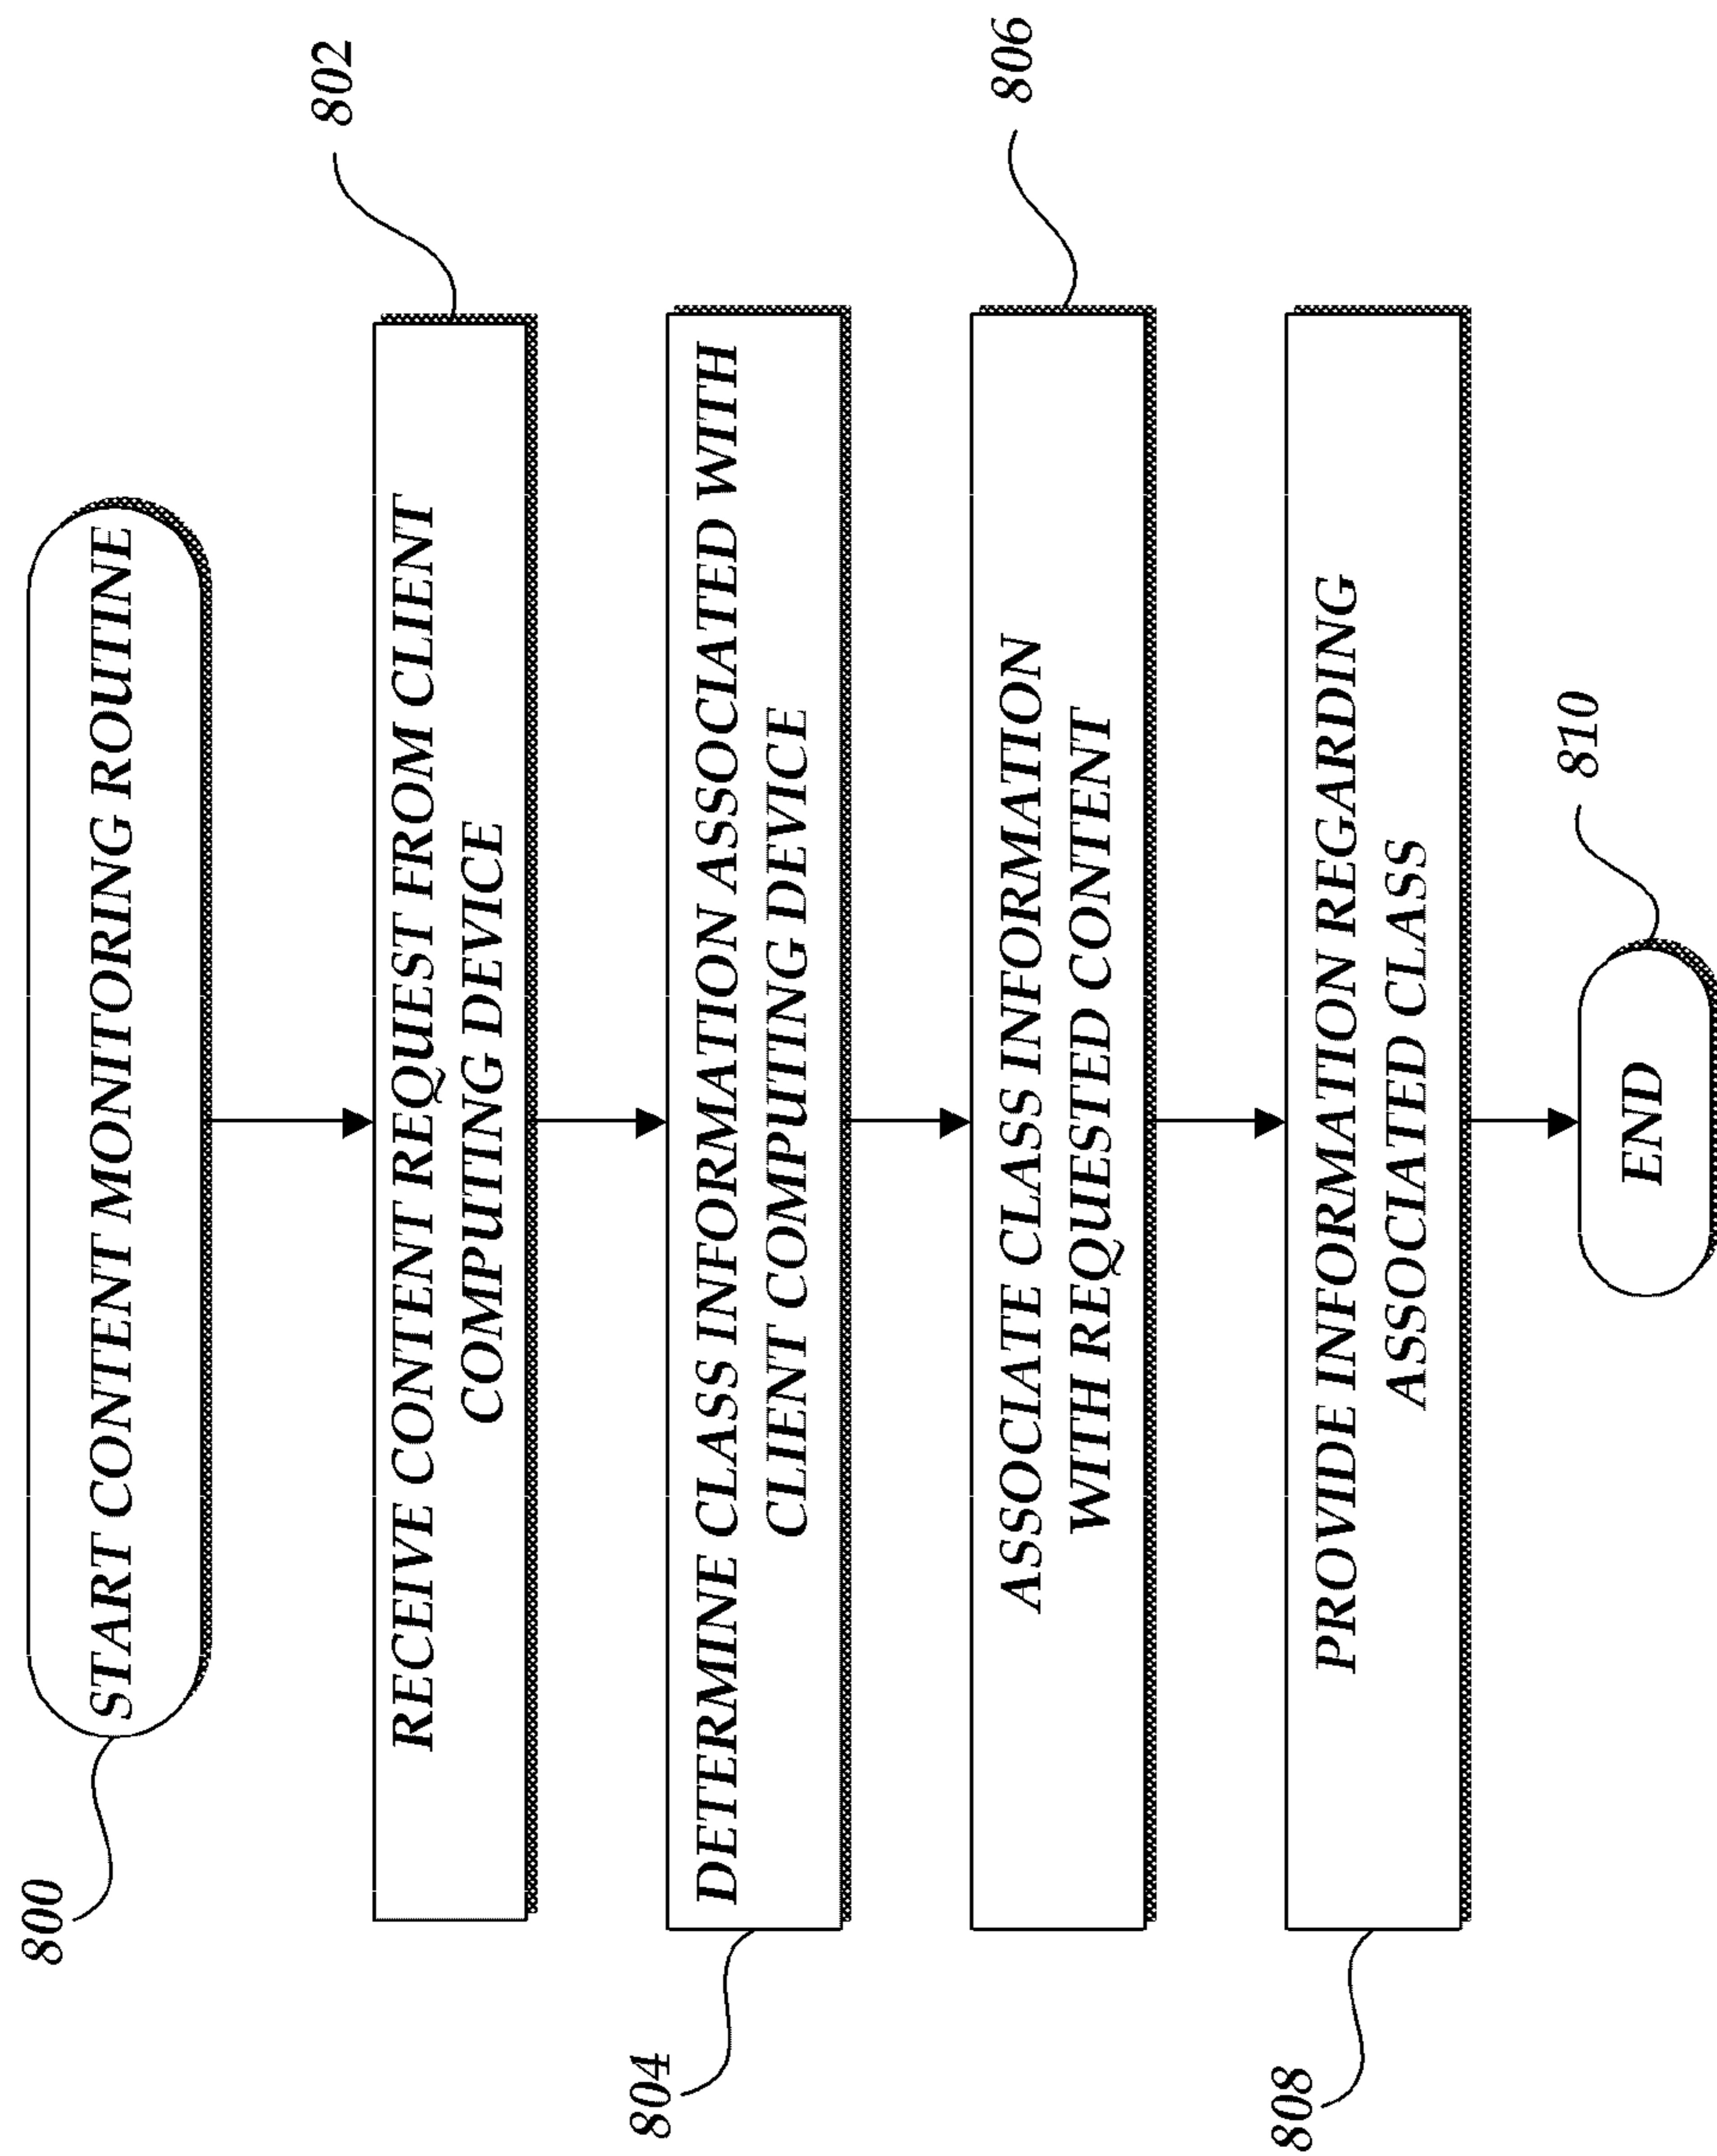 800
START CONTENT MONITORING ROUTINE
802
RECEIVE CONTENT REQUEST FROM CLIENT
COMPUTING DEVICE
804
DETERMINE CLASS INFORMATION ASSOCIATED WITH
CLIENT COMPUTING DEVICE
806
ASSOCIATE CLASS INFORMATION
WITH REQUESTED CONTENT
808
PROVIDE INFORMATION REGARDING
ASSOCIATED CLASS
810
END